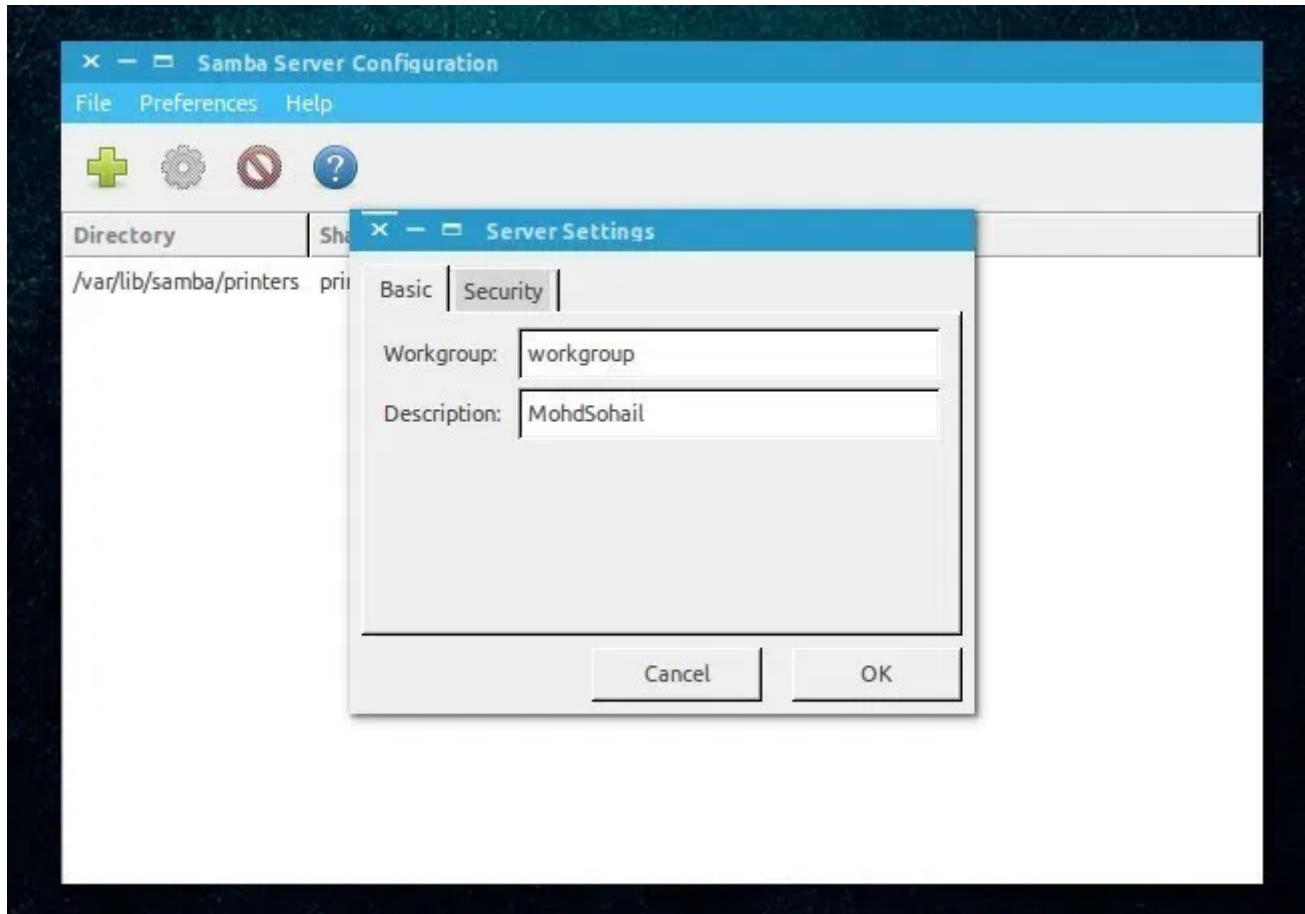 Samba Server Configuration
File Preferences Help
Directory
/var/lib/samba/printers
Server Settings
Basic Security
Workgroup: workgroup
Description: MohdSohail
Cancel OK